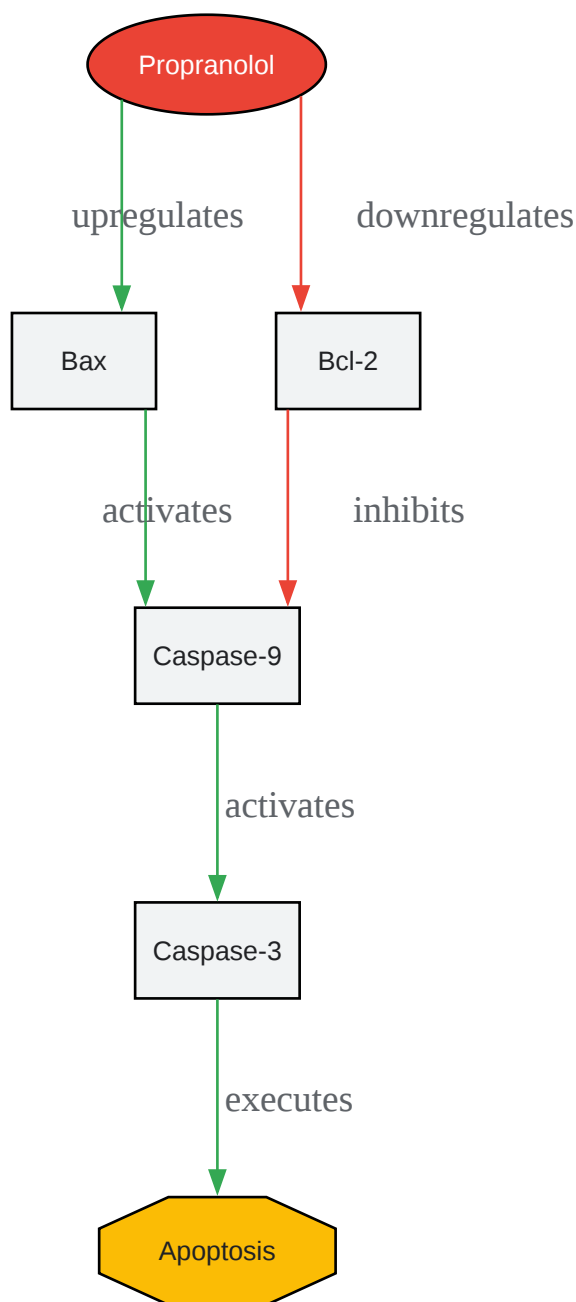 Propranolol
upregulates
downregulates
Bax
Bcl-2
activates
inhibits
Caspase-9
activates
Caspase-3
executes
Apoptosis